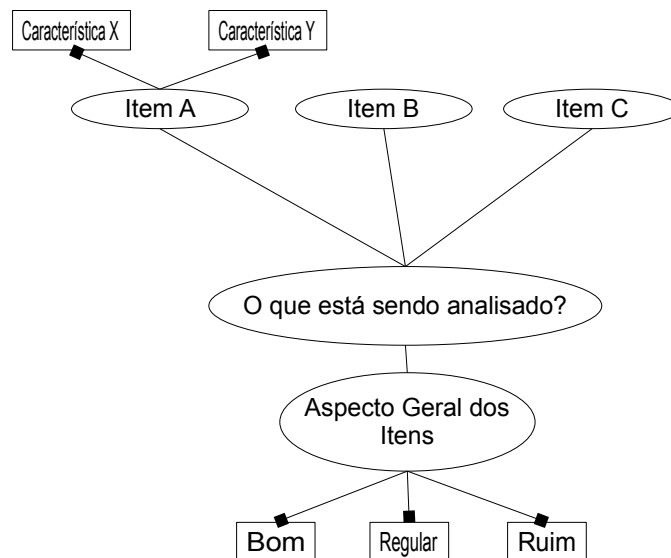 Característica X
Característica Y
Item A
Item B
Item C
O que está sendo analisado?
Aspecto Geral dos
Itens
Bom
Regular
Ruim